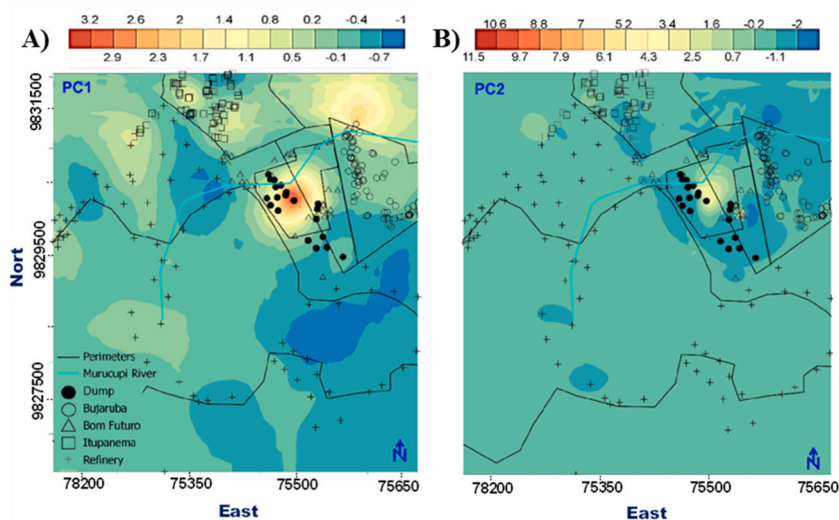 A) 3.2 2 1.4 0.8 0.2 -0.4 -1
2.9 2.3 1.7 1.1 0.5 -0.1 -0.7
B) 10.6 8.8 7 5.2 3.4 1.6 -0.2 -2
11.5 9.7 7.9 6.1 4.3 2.5 0.7 -1.1
PC1
PC2
9831500
9829500
9827500
Nort
Perimeters
Murucupi River
Dump
Bujaruba
Bom Futuro
Itupanema
Refinery
N
N
78200 75350 75500 75650
78200 75350 75500 75650
East
East